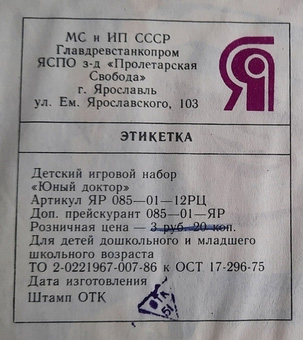 МС и ИП СССР
Главдревстанкопром
ЯСПО з-д «Пролетарская
Свобода»
г. Ярославль
ул. Ем. Ярославского, 103
ЭТИКЕТКА
Детский игровой набор
«Юный доктор»
Артикул ЯР 085—01—12РЦ
Доп. прейскурант 085—01—ЯР
Розничная цена — 3 руб. 20 коп.
Для детей дошкольного и младшего
школьного возраста
ТО 2-0221967-007-86 к ОСТ 17-296-75
Дата изготовления
Штамп ОТК